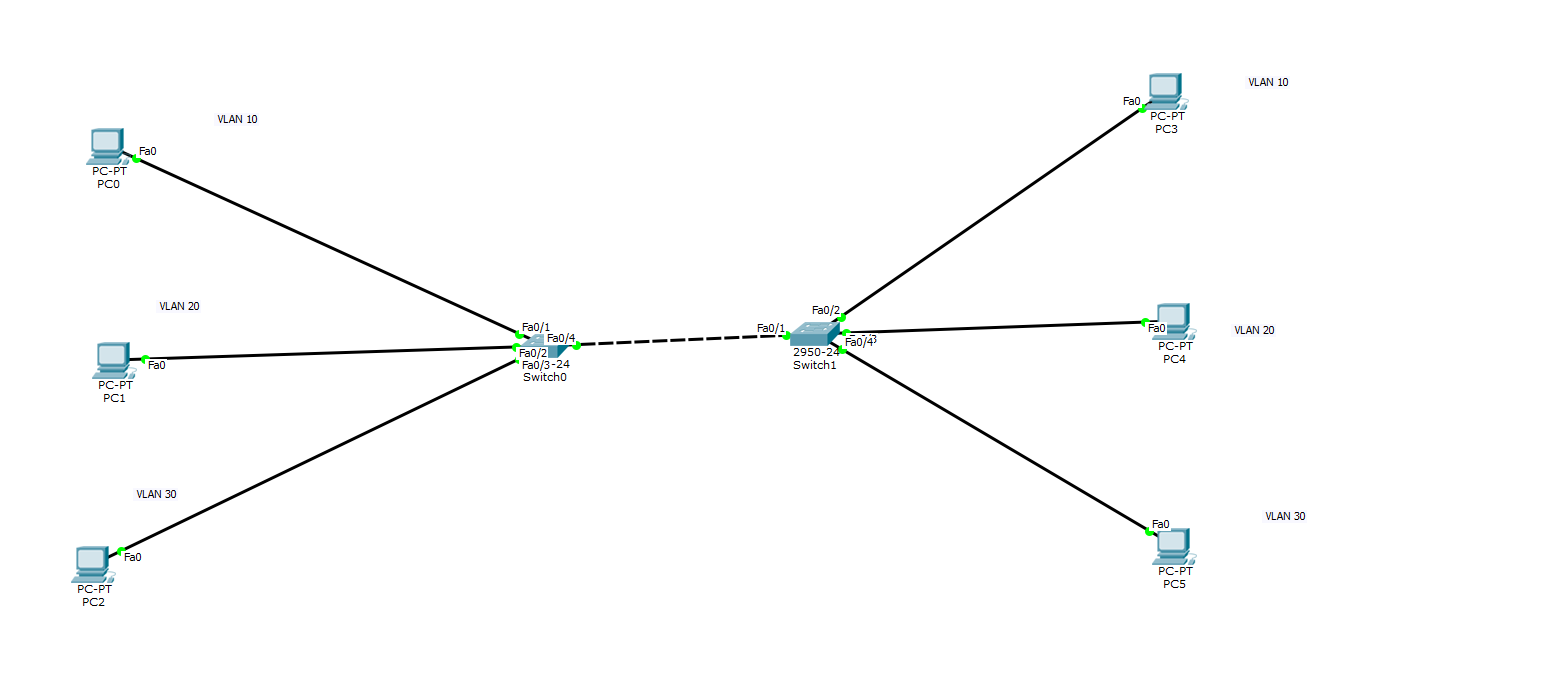 VLAN 10
Fa0
PC-PT
PC0
VLAN 20
Fa0
PC-PT
PC1
VLAN 30
Fa0
PC-PT
PC2
Fa0/1
Fa0/4
Fa0/2
Fa0/3
-24
Switch0
Fa0/1
Fa0/2
Fa0/4
2950-24
Switch1
VLAN 10
Fa0
PC-PT
PC3
Fa0
VLAN 20
PC-PT
PC4
VLAN 30
Fa0
PC-PT
PC5